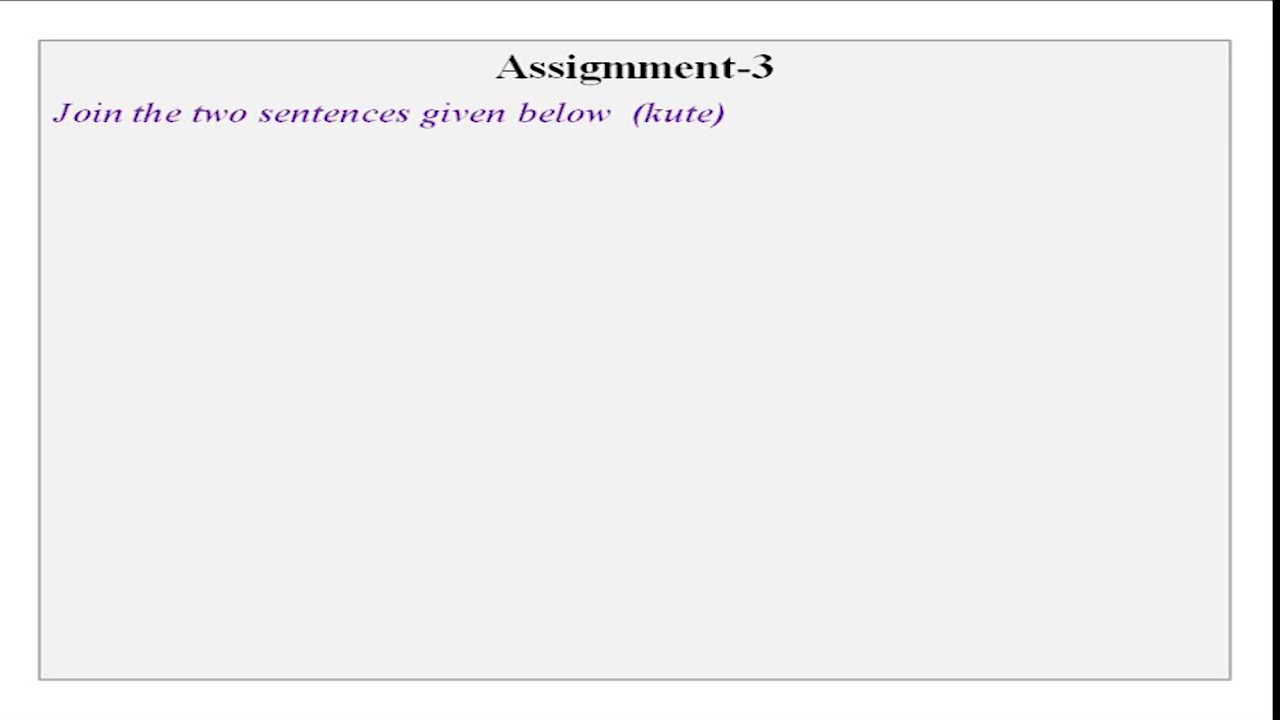 Assigmment-3
Join the two sentences given below (kute)